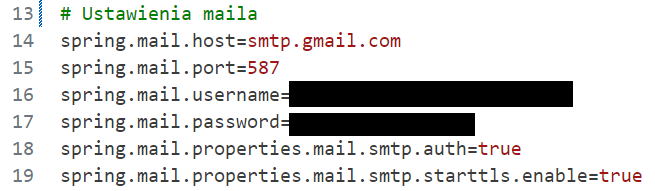 13 # Ustawienia maila
14 spring.mail.host=smtp.gmail.com
15 spring.mail.port=587
16 spring.mail.username=
17 spring.mail.password=
18 spring.mail.properties.mail.smtp.auth=true
19 spring.mail.properties.mail.smtp.starttls.enable=true